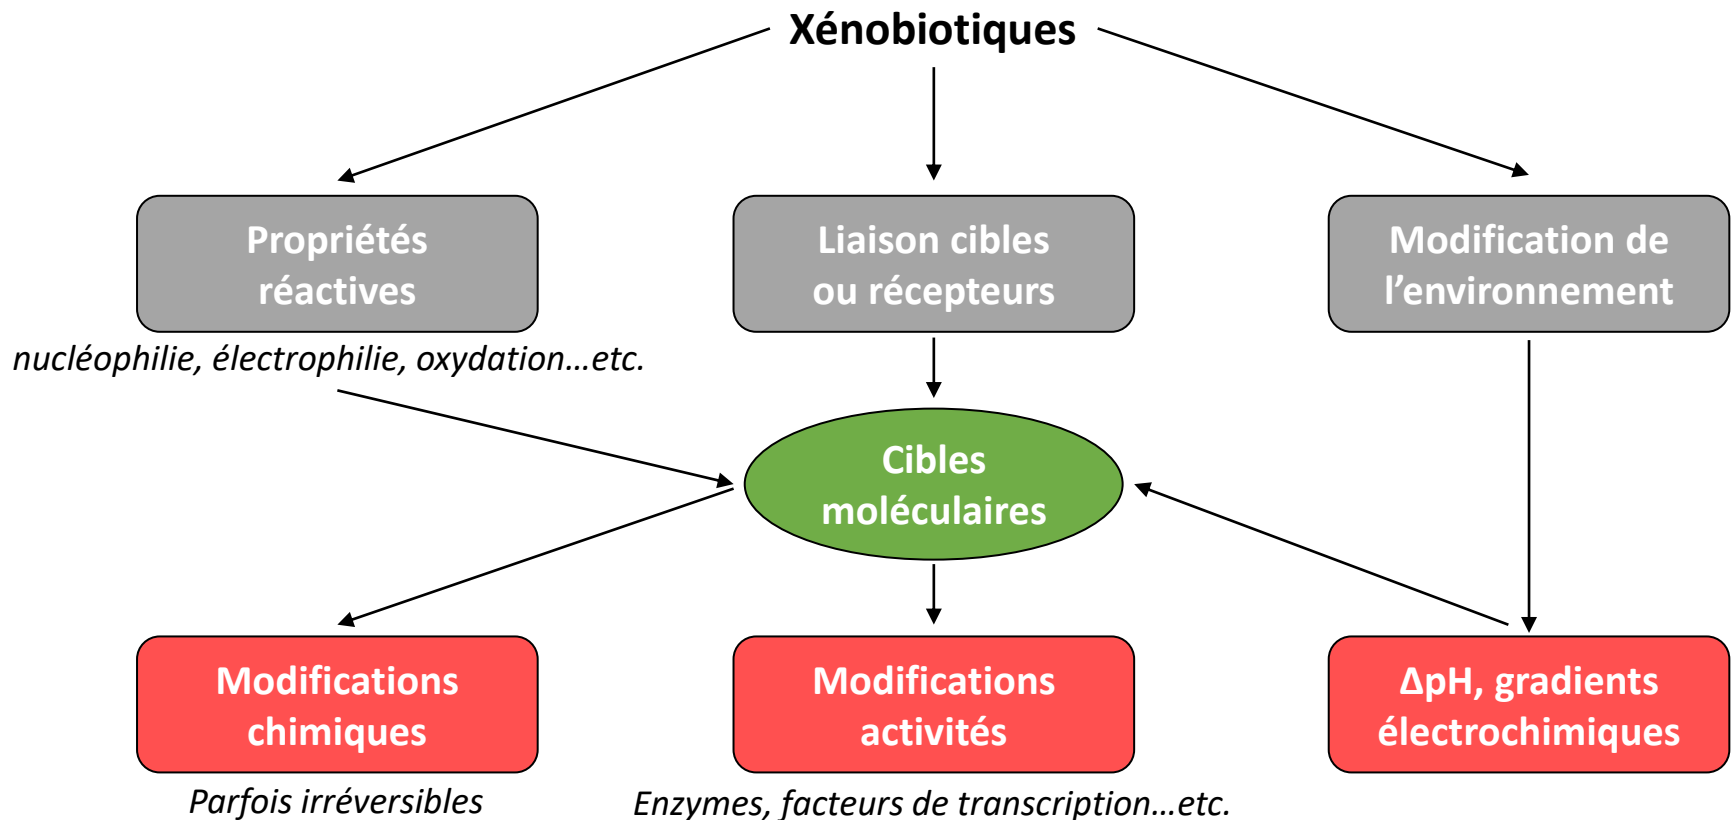 Xénobiotiques
Propriétés
réactives
Liaison cibles
ou récepteurs
Modification de
l’environnement
nucléophilie, électrophilie, oxydation…etc.
Cibles
moléculaires
Modifications
chimiques
Modifications
activités
ΔpH, gradients
électrochimiques
Parfois irréversibles
Enzymes, facteurs de transcription…etc.